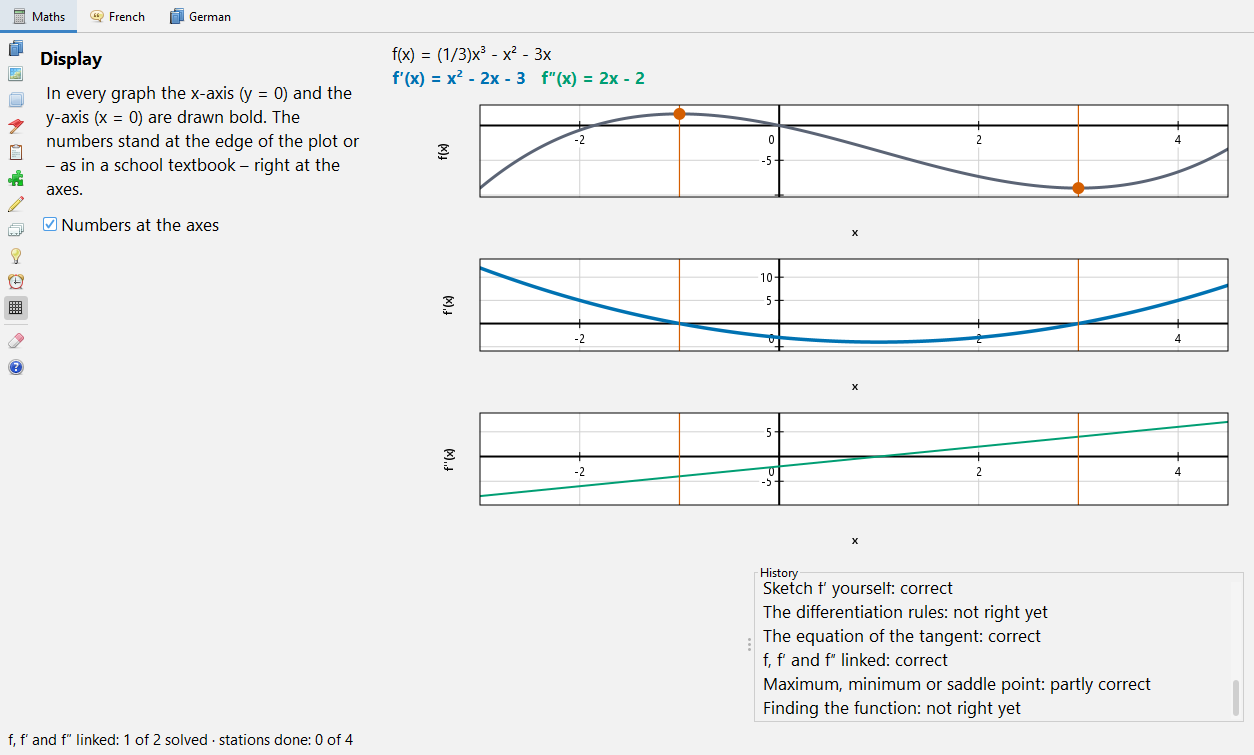 Maths French German
Display
In every graph the x-axis (y = 0) and the
y-axis (x = 0) are drawn bold. The
numbers stand at the edge of the plot or
– as in a school textbook – right at the
axes.
Numbers at the axes
f(x) = (1/3)x³ - x² - 3x
f′(x) = x² - 2x - 3 f″(x) = 2x - 2
f(x)
-2 0 2 4
-5
x
f′(x)
10
5
-2 0 2 4
x
f″(x)
5
-2 0 2 4
-5
x
History
Sketch f′ yourself: correct
The differentiation rules: not right yet
The equation of the tangent: correct
f, f′ and f″ linked: correct
Maximum, minimum or saddle point: partly correct
Finding the function: not right yet
f, f′ and f″ linked: 1 of 2 solved · stations done: 0 of 4